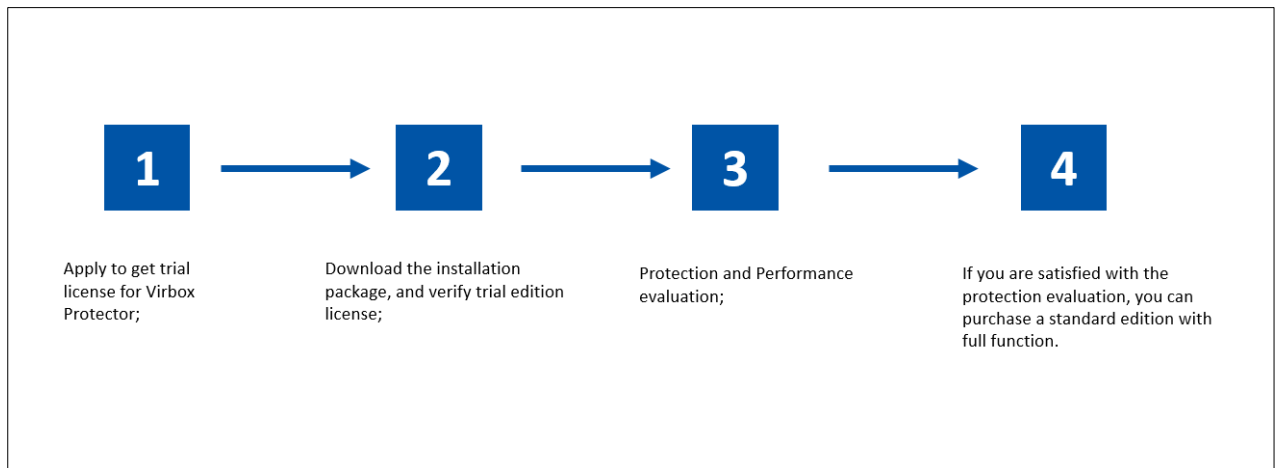 1
2
3
4
Apply to get trial
license for Virbox
Protector;
Download the installation
package, and verify trial edition
license;
Protection and Performance
evaluation;
If you are satisfied with the
protection evaluation, you can
purchase a standard edition with
full function.